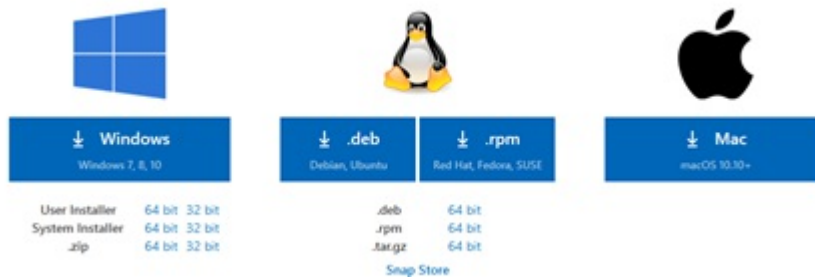 Windows
Windows 7, 8, 10
User Installer 64 bit 32 bit
System Installer 64 bit 32 bit
.zip 64 bit 32 bit
.deb
Debian, Ubuntu
.rpm
Red Hat, Fedora, SUSE
.deb 64 bit
.rpm 64 bit
.tar.gz 64 bit
Snap Store
Mac
macOS 10.10+